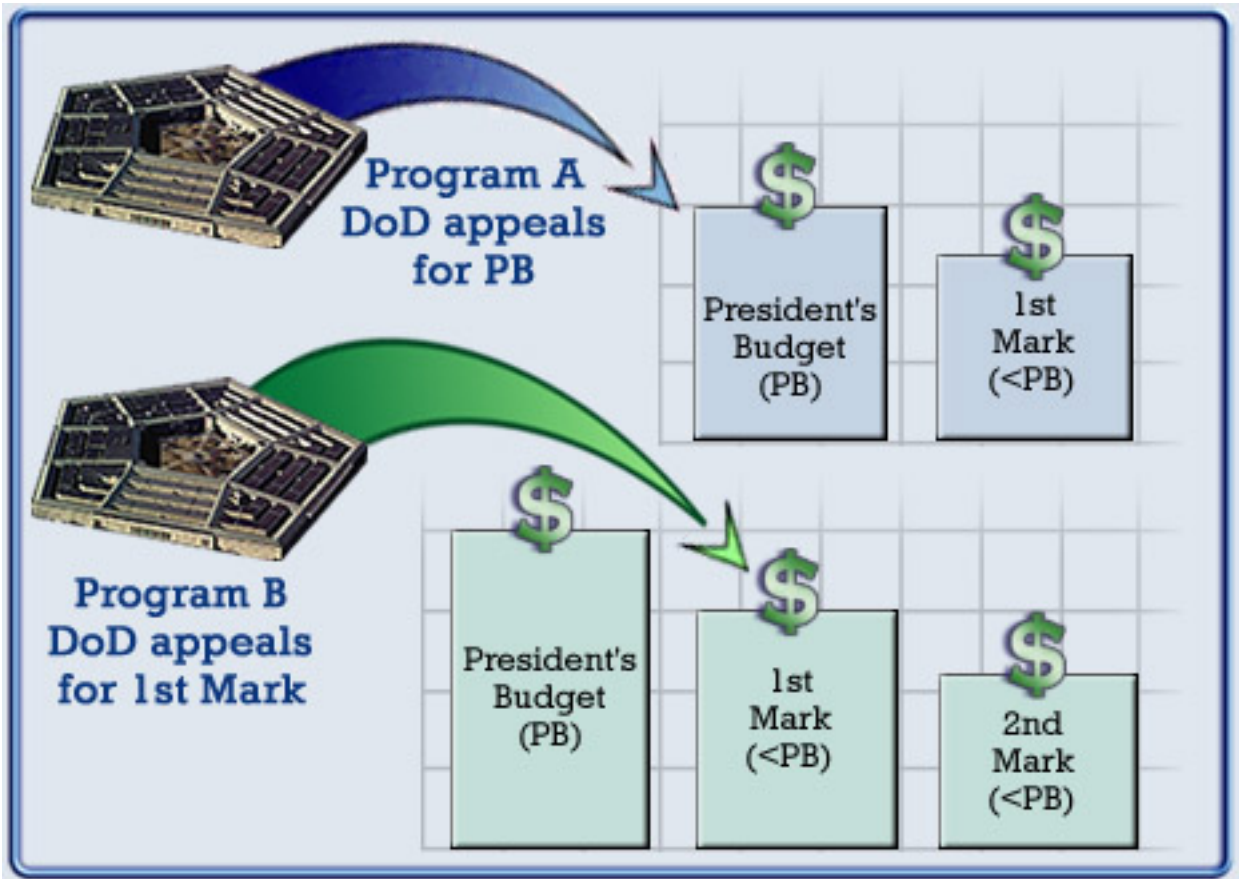 Program A
DoD appeals
for PB
$
President's
Budget
(PB)
$
1st
Mark
(<PB)
Program B
DoD appeals
for 1st Mark
$
President's
Budget
(PB)
$
1st
Mark
(<PB)
$
2nd
Mark
(<PB)